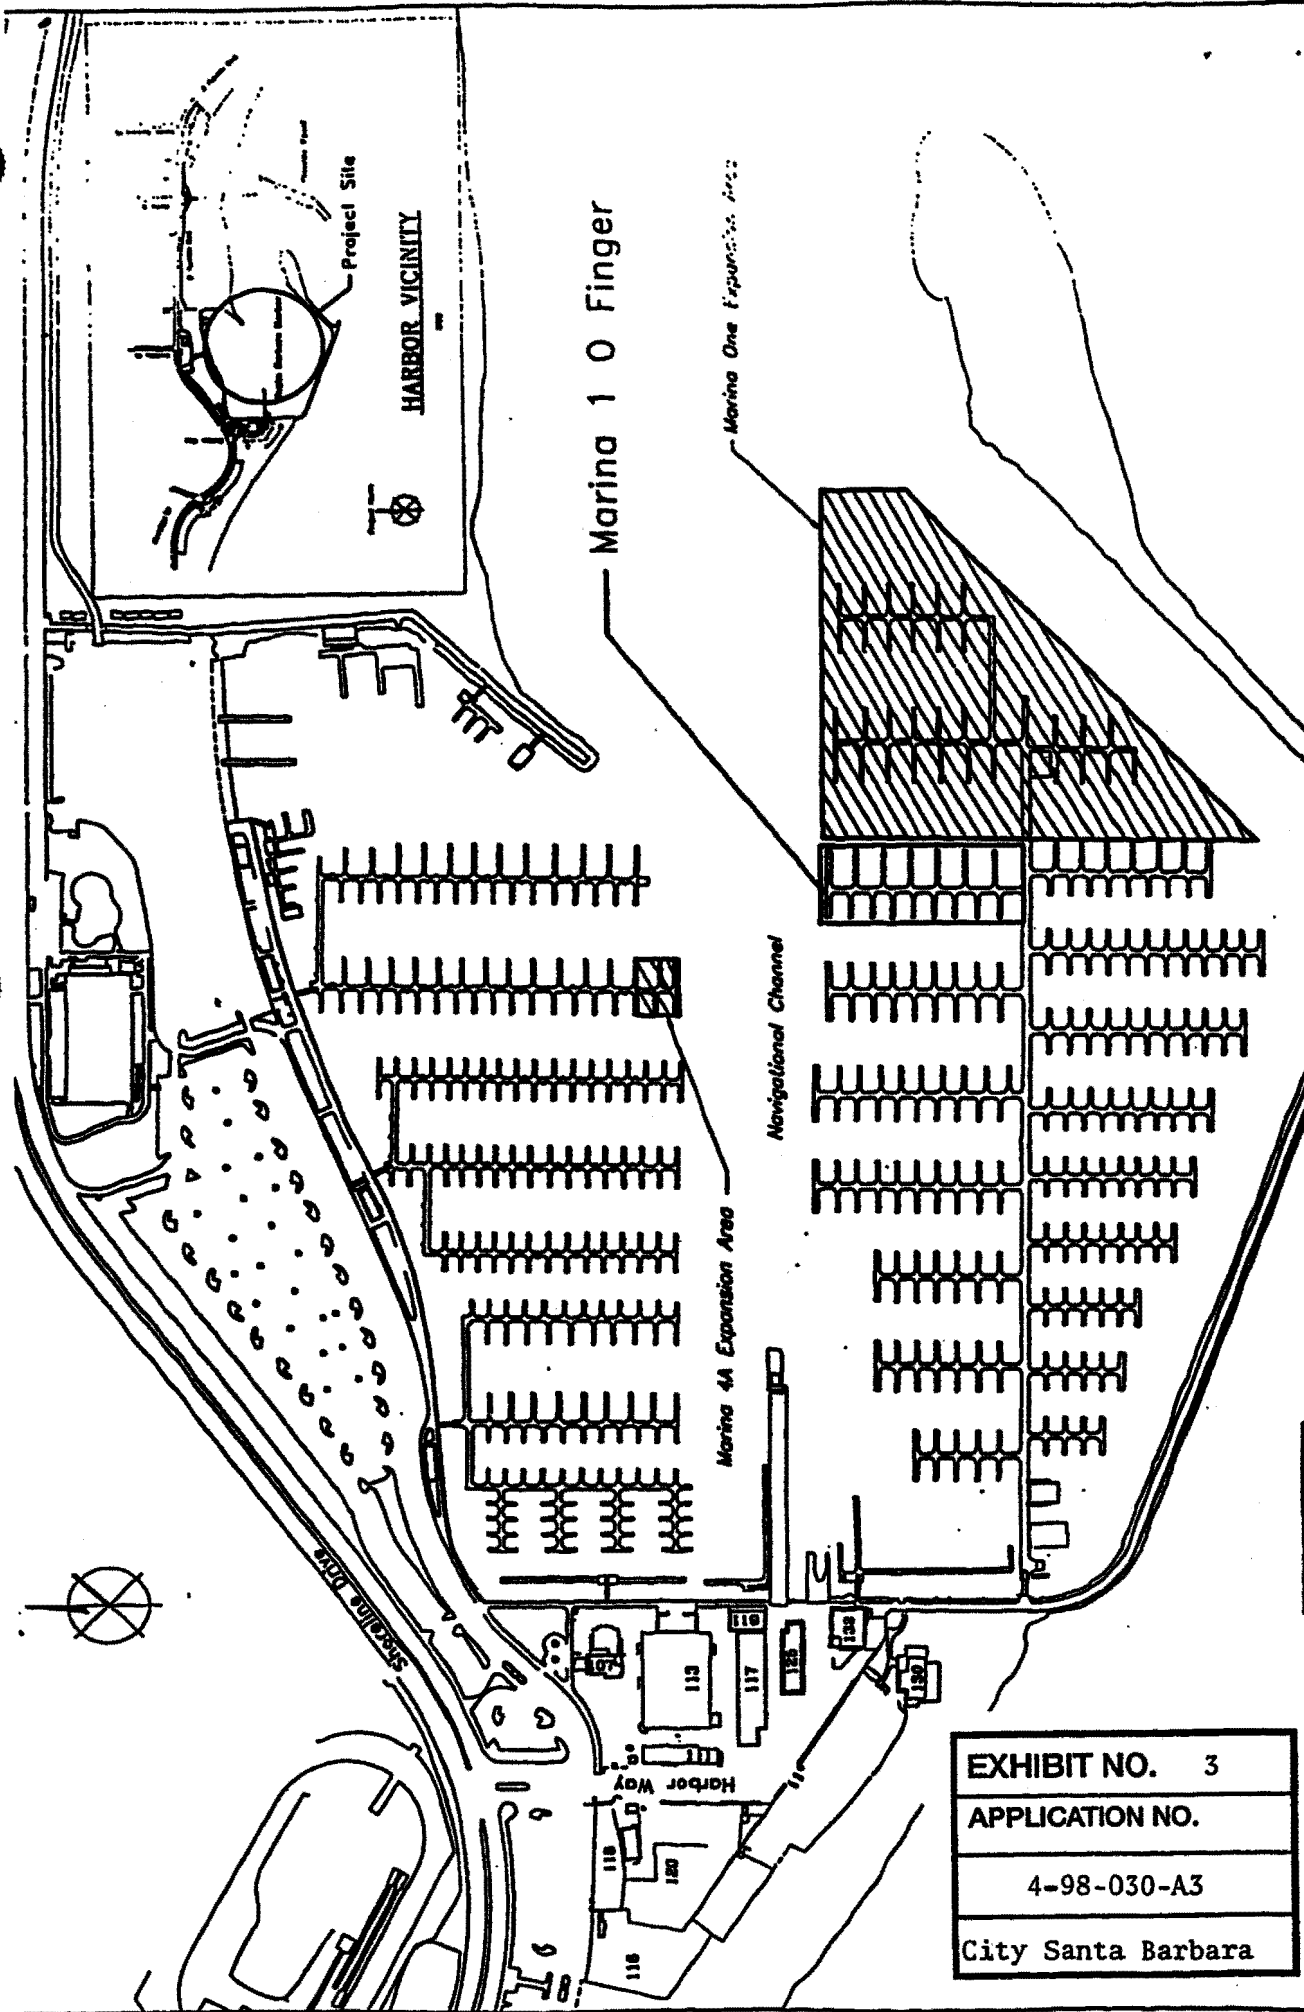 Project Site
HARBOR VICINITY
Marina 1 O Finger
Marina One Expansion Area
Navigational Channel
Marina 4A Expansion Area
Shoreline Drive
Harbor Way
113
117
125
132
130
118
120
116
EXHIBIT NO. 3
APPLICATION NO.
4-98-030-A3
City Santa Barbara